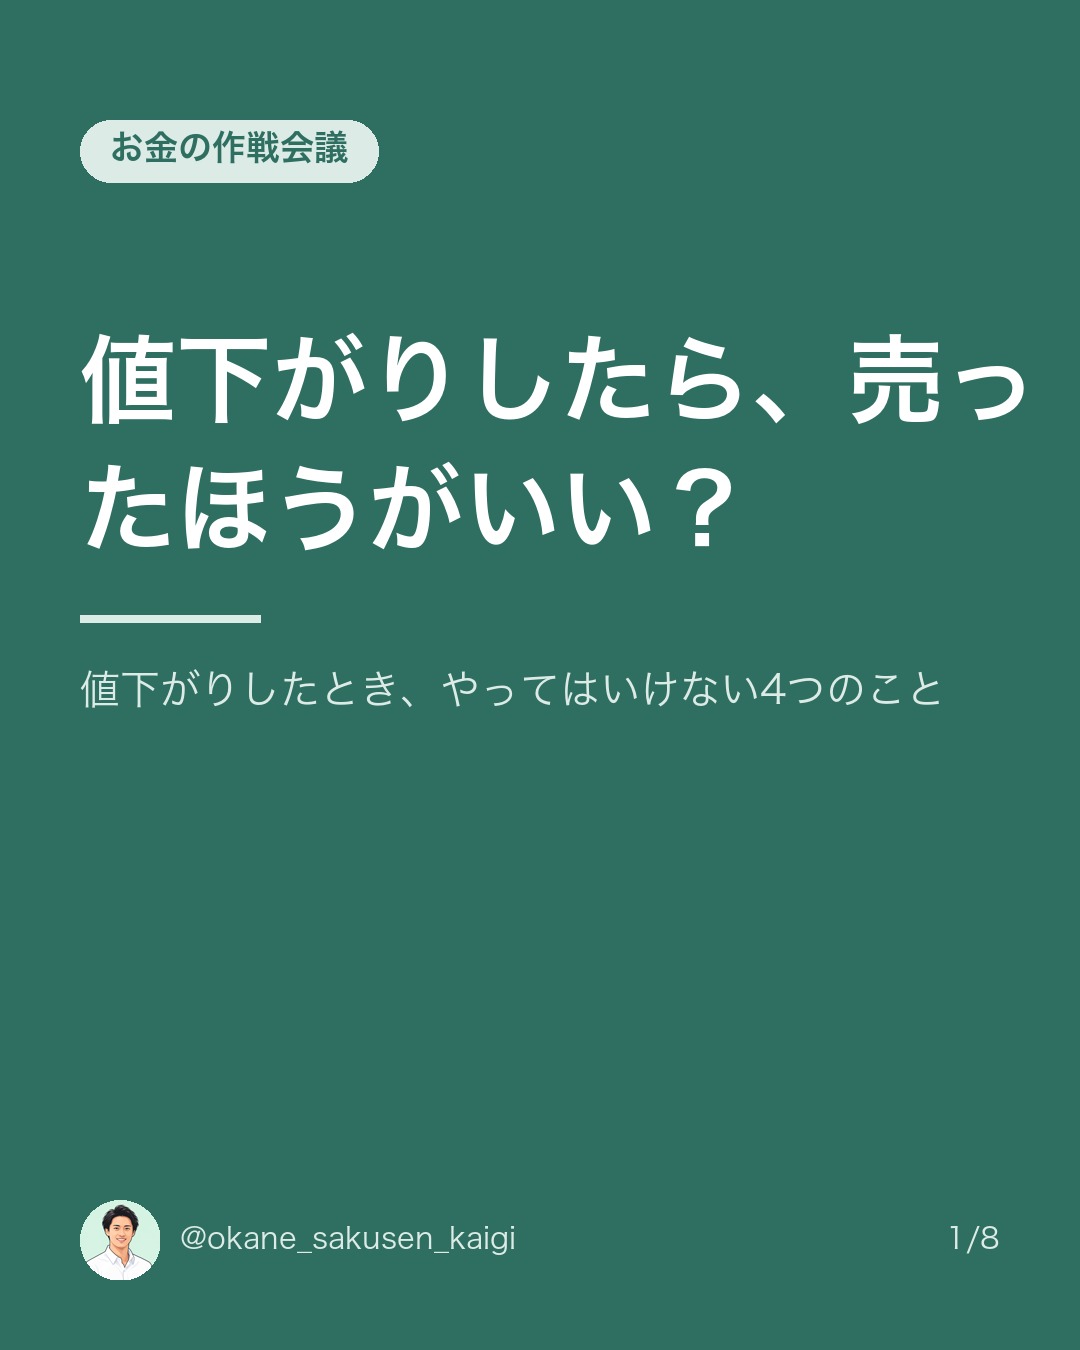 お金の作戦会議
値下がりしたら、売っ
たほうがいい？
値下がりしたとき、やってはいけない4つのこと
@okane_sakusen_kaigi
1/8